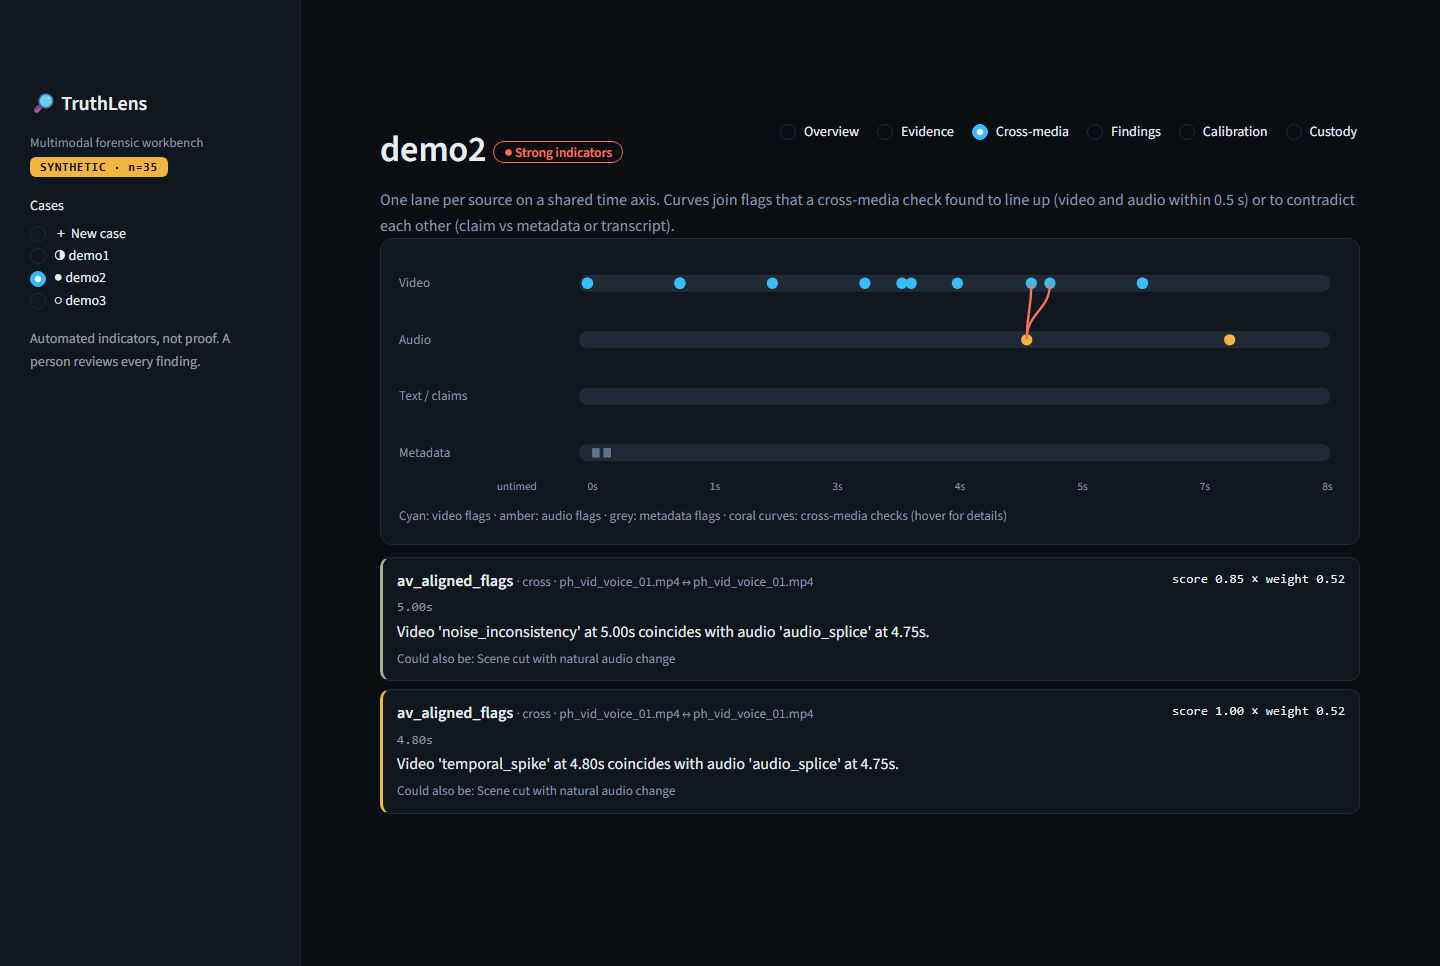 TruthLens
Multimodal forensic workbench
SYNTHETIC · n=35
Cases
+ New case
demo1
demo2
demo3
Automated indicators, not proof. A
person reviews every finding.
Overview
Evidence
Cross-media
Findings
Calibration
Custody
demo2
Strong indicators
One lane per source on a shared time axis. Curves join flags that a cross-media check found to line up (video and audio within 0.5 s) or to contradict
each other (claim vs metadata or transcript).
Video
Audio
Text / claims
Metadata
untimed 0s 1s 3s 4s 5s 7s 8s
Cyan: video flags · amber: audio flags · grey: metadata flags · coral curves: cross-media checks (hover for details)
av_aligned_flags · cross · ph_vid_voice_01.mp4↔ph_vid_voice_01.mp4
score 0.85 × weight 0.52
5.00s
Video 'noise_inconsistency' at 5.00s coincides with audio 'audio_splice' at 4.75s.
Could also be: Scene cut with natural audio change
av_aligned_flags · cross · ph_vid_voice_01.mp4↔ph_vid_voice_01.mp4
score 1.00 × weight 0.52
4.80s
Video 'temporal_spike' at 4.80s coincides with audio 'audio_splice' at 4.75s.
Could also be: Scene cut with natural audio change